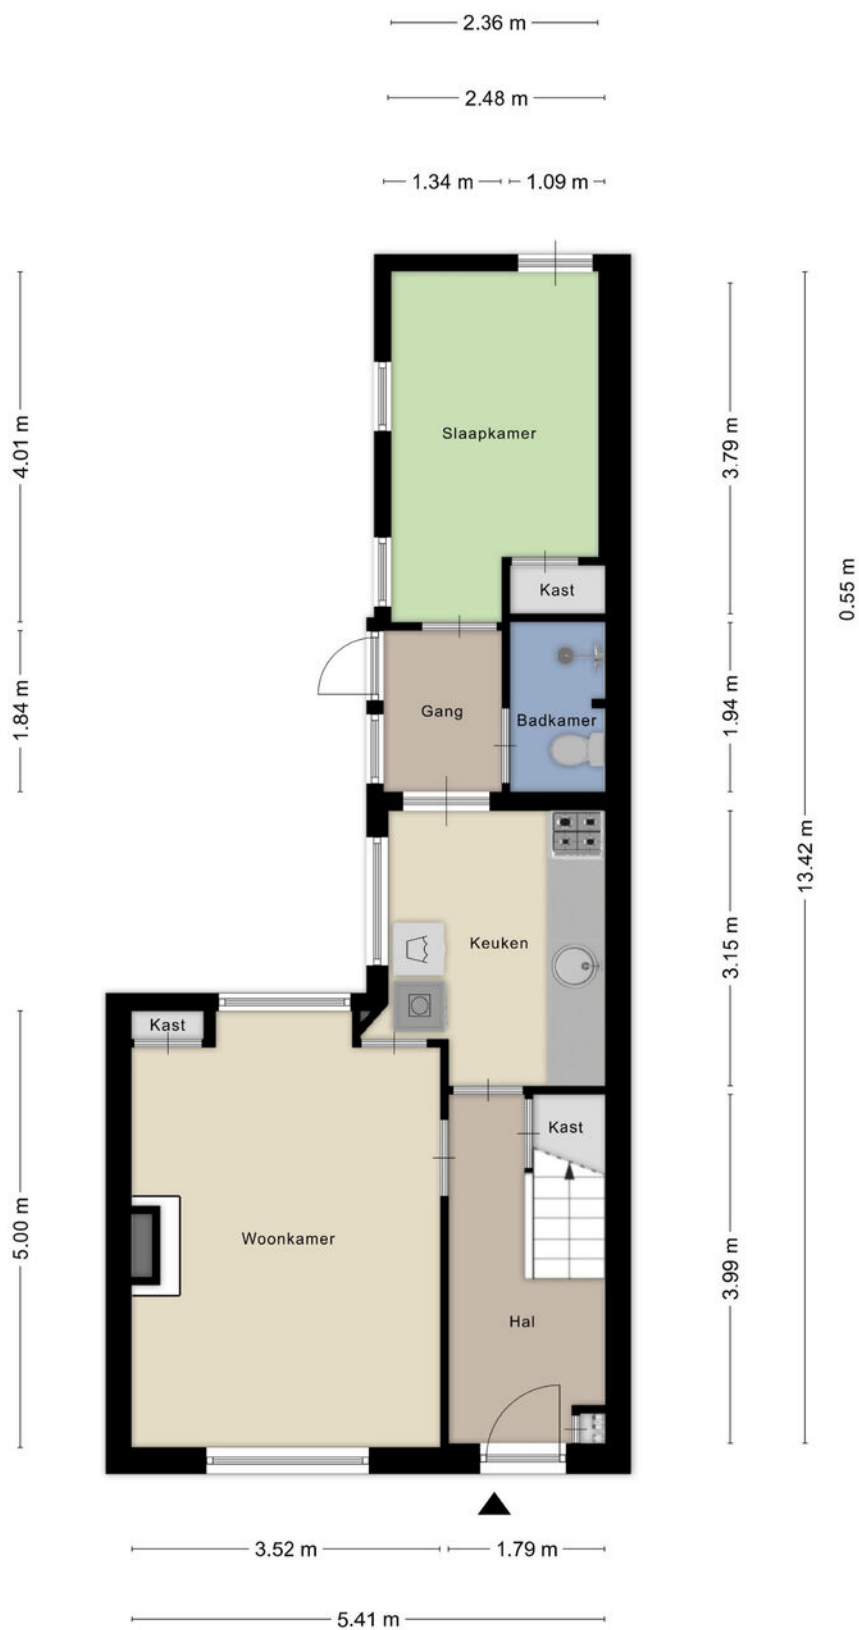 2.36 m
2.48 m
1.34 m
1.09 m
4.01 m
Slaapkamer
3.79 m
Kast
0.55 m
1.84 m
Gang
Badkamer
1.94 m
13.42 m
Keuken
3.15 m
Kast
Kast
5.00 m
Woonkamer
3.99 m
Hal
3.52 m
1.79 m
5.41 m